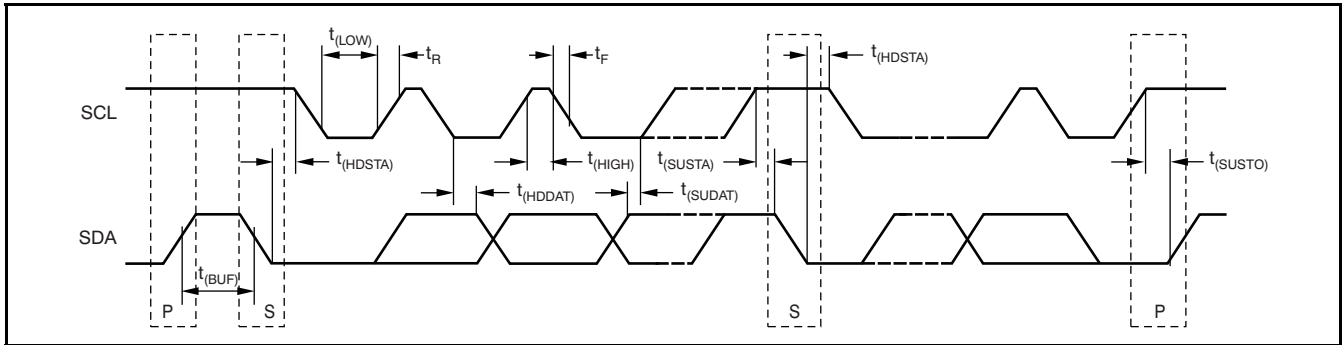 t(LOW)
tR
tF
t(HDSTA)
SCL
t(HDSTA)
t(HIGH)
t(SUSTA)
t(SUSTO)
t(HDDAT)
t(SUDAT)
SDA
t(BUF)
P
S
S
P